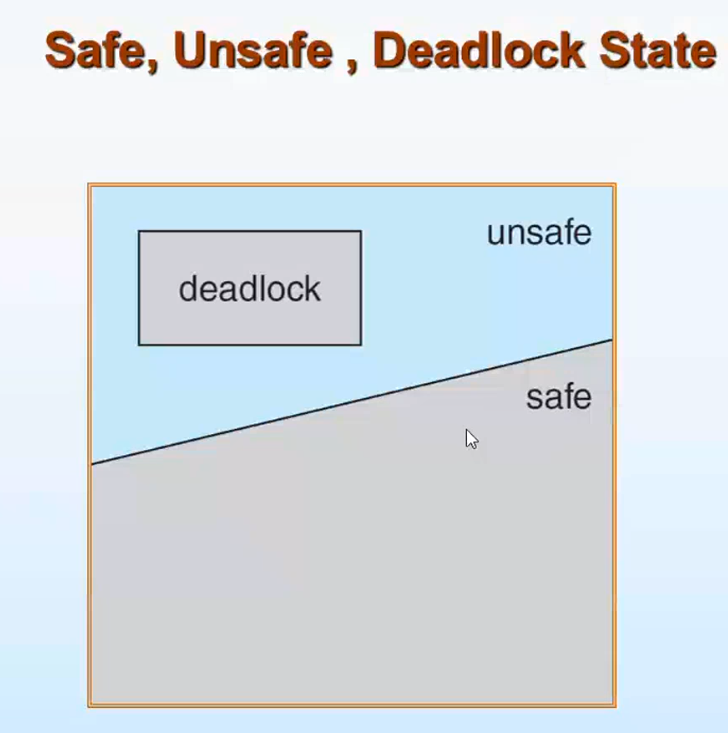 Safe, Unsafe , Deadlock State
unsafe
deadlock
safe